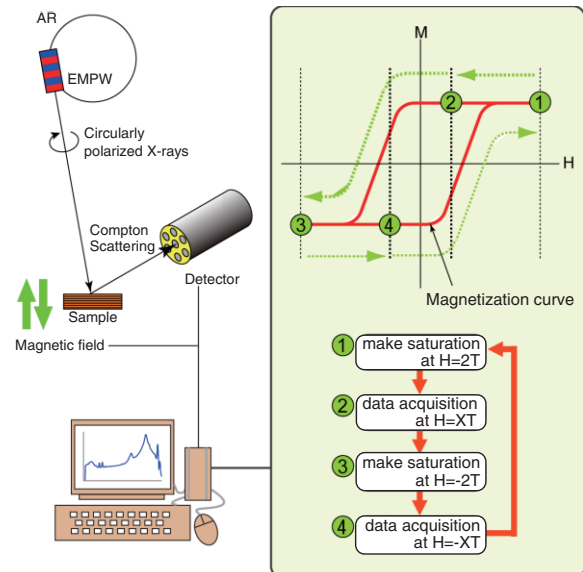 AR
EMPW
Circularly
polarized X-rays
Compton
Scattering
Detector
Sample
Magnetic field
M
2
1
H
3
4
Magnetization curve
1
make saturation
at H=2T
2
data acquisition
at H=XT
3
make saturation
at H=-2T
4
data acquisition
at H=-XT